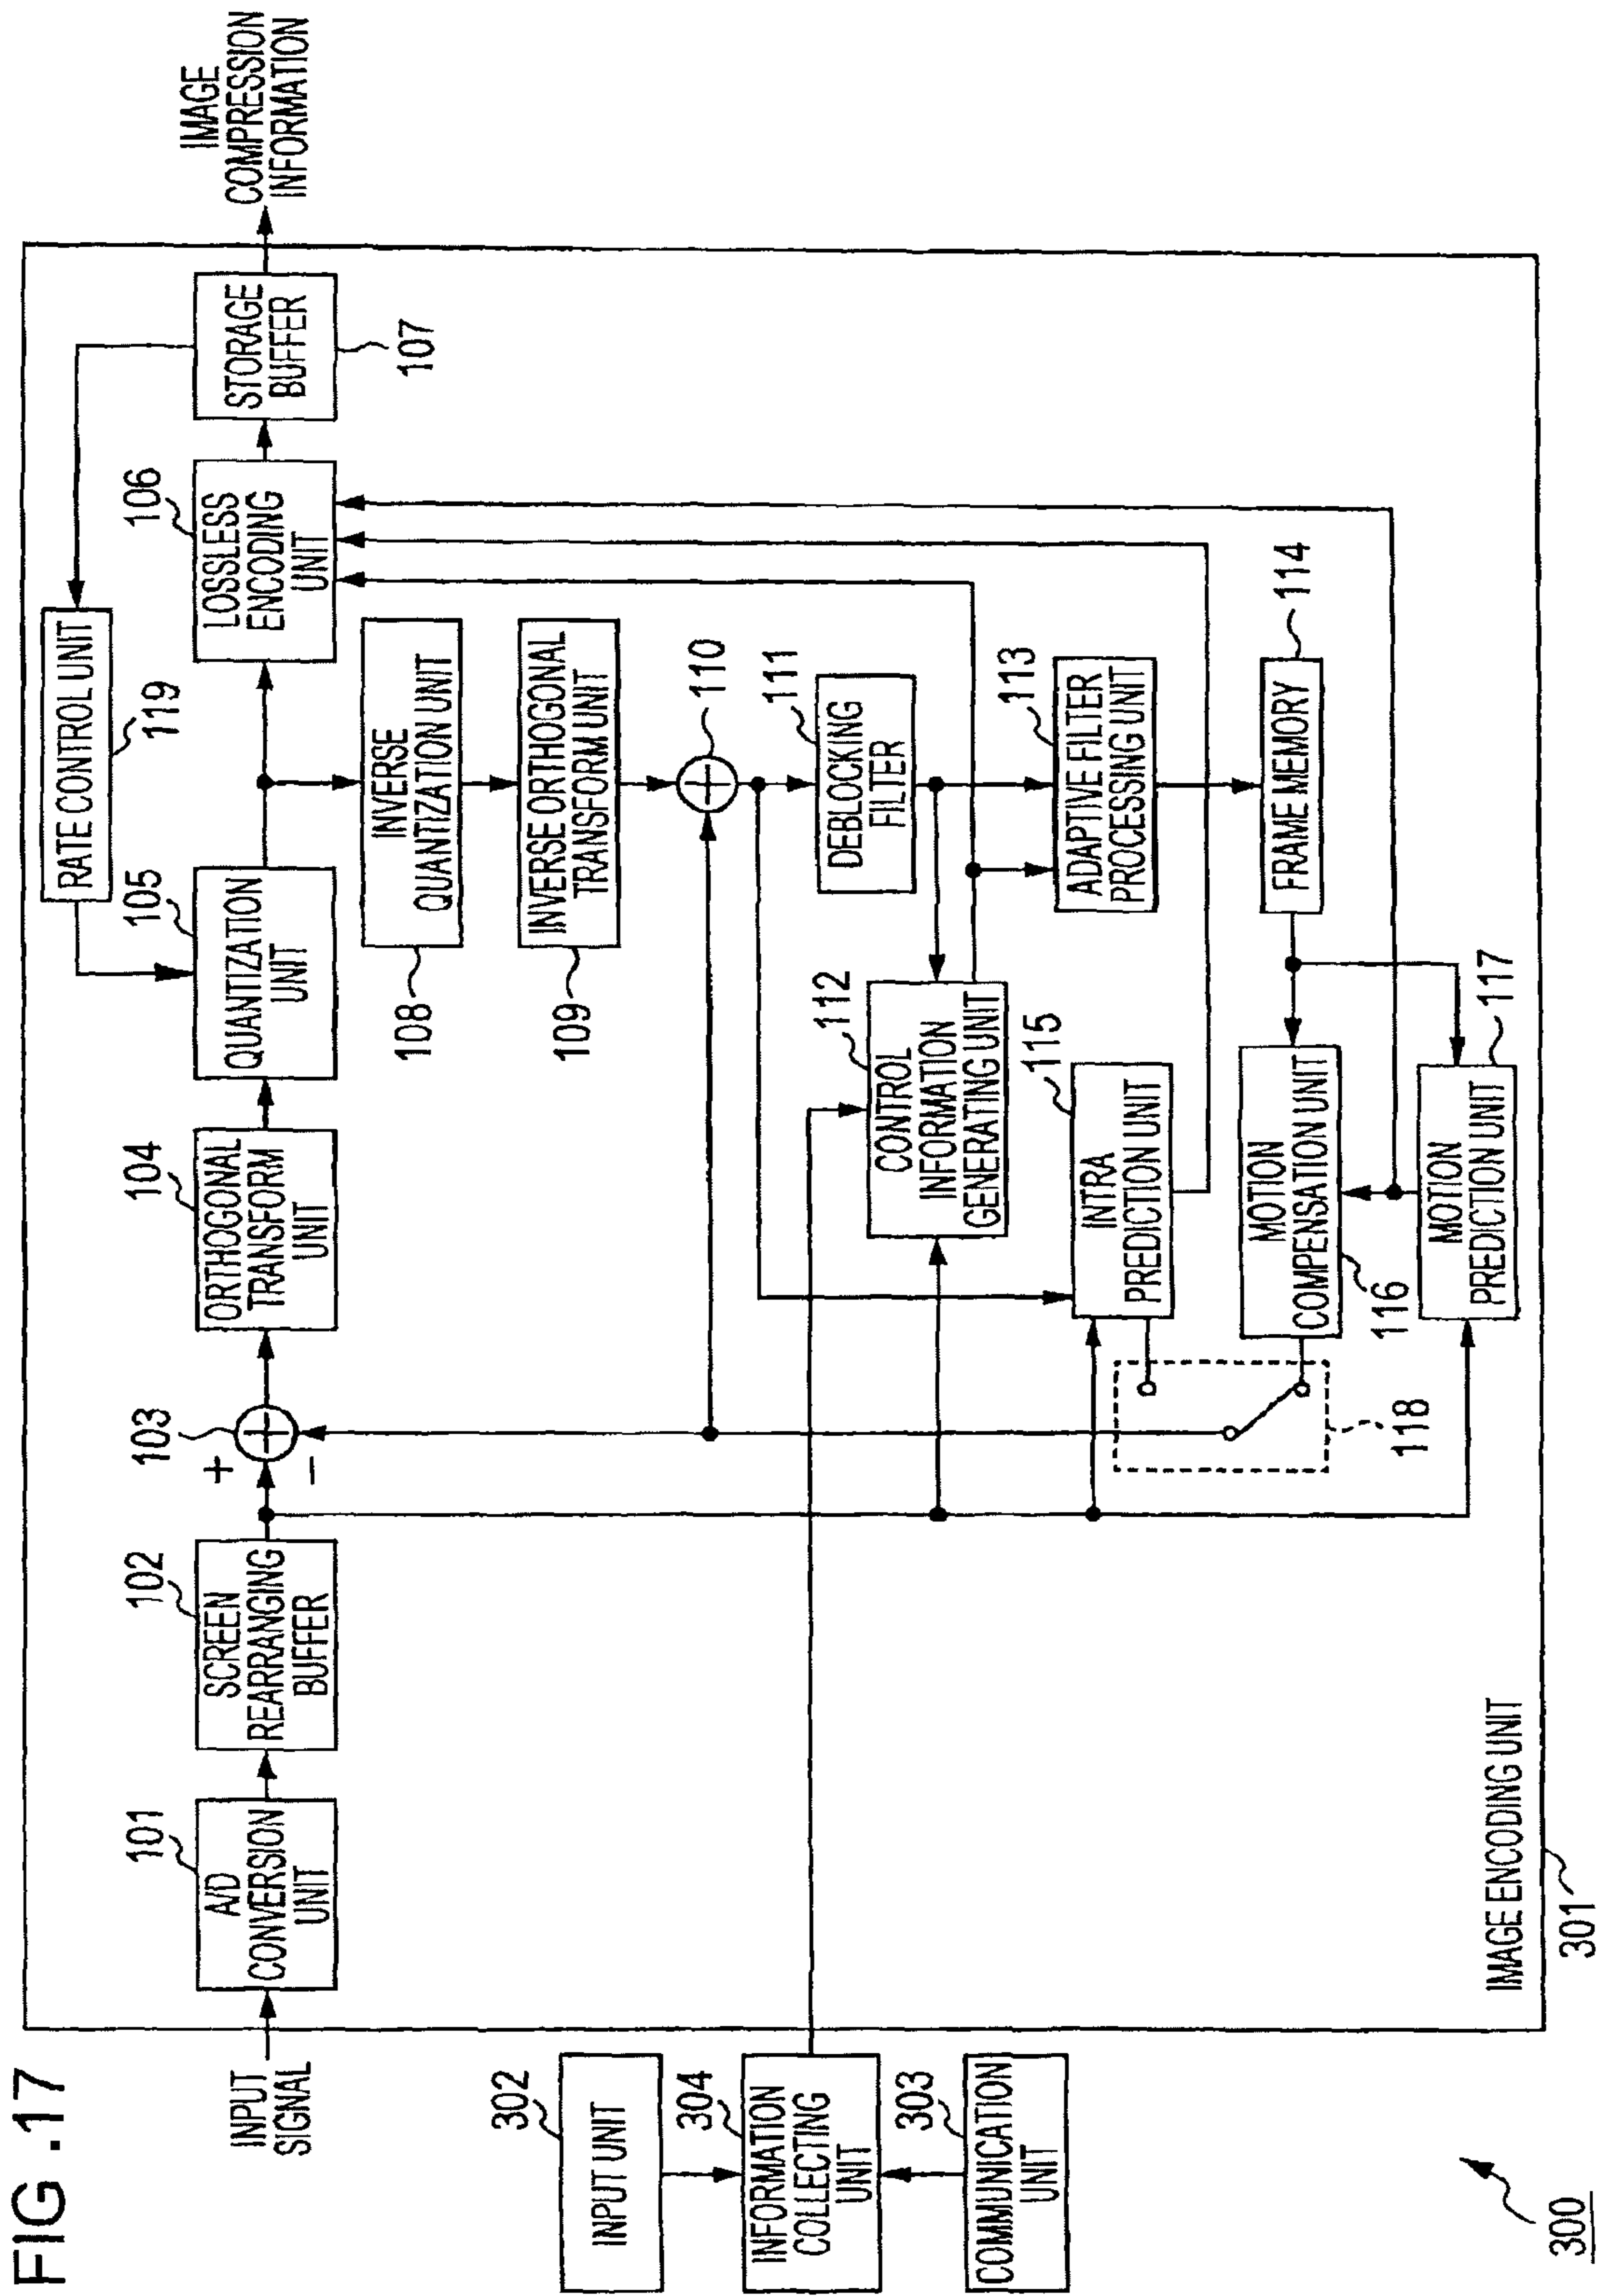 FIG .17
RATE CONTROL UNIT
119
101
102
103
104
105
106
INPUT
SIGNAL
A/D
CONVERSION
UNIT
SCREEN
REARRANGING
BUFFER
+
−
ORTHOGONAL
TRANSFORM
UNIT
QUANTIZATION
UNIT
LOSSLESS
ENCODING
UNIT
STORAGE
BUFFER
107
IMAGE
COMPRESSION
INFORMATION
108
INVERSE
QUANTIZATION UNIT
109
INVERSE ORTHOGONAL
TRANSFORM UNIT
110
302
INPUT UNIT
304
INFORMATION
COLLECTING
UNIT
303
COMMUNICATION
UNIT
111
DEBLOCKING
FILTER
112
CONTROL
INFORMATION
GENERATING UNIT
113
ADAPTIVE FILTER
PROCESSING UNIT
115
INTRA
PREDICTION UNIT
114
FRAME MEMORY
MOTION
COMPENSATION UNIT
116
118
117
MOTION
PREDICTION UNIT
IMAGE ENCODING UNIT
301
300